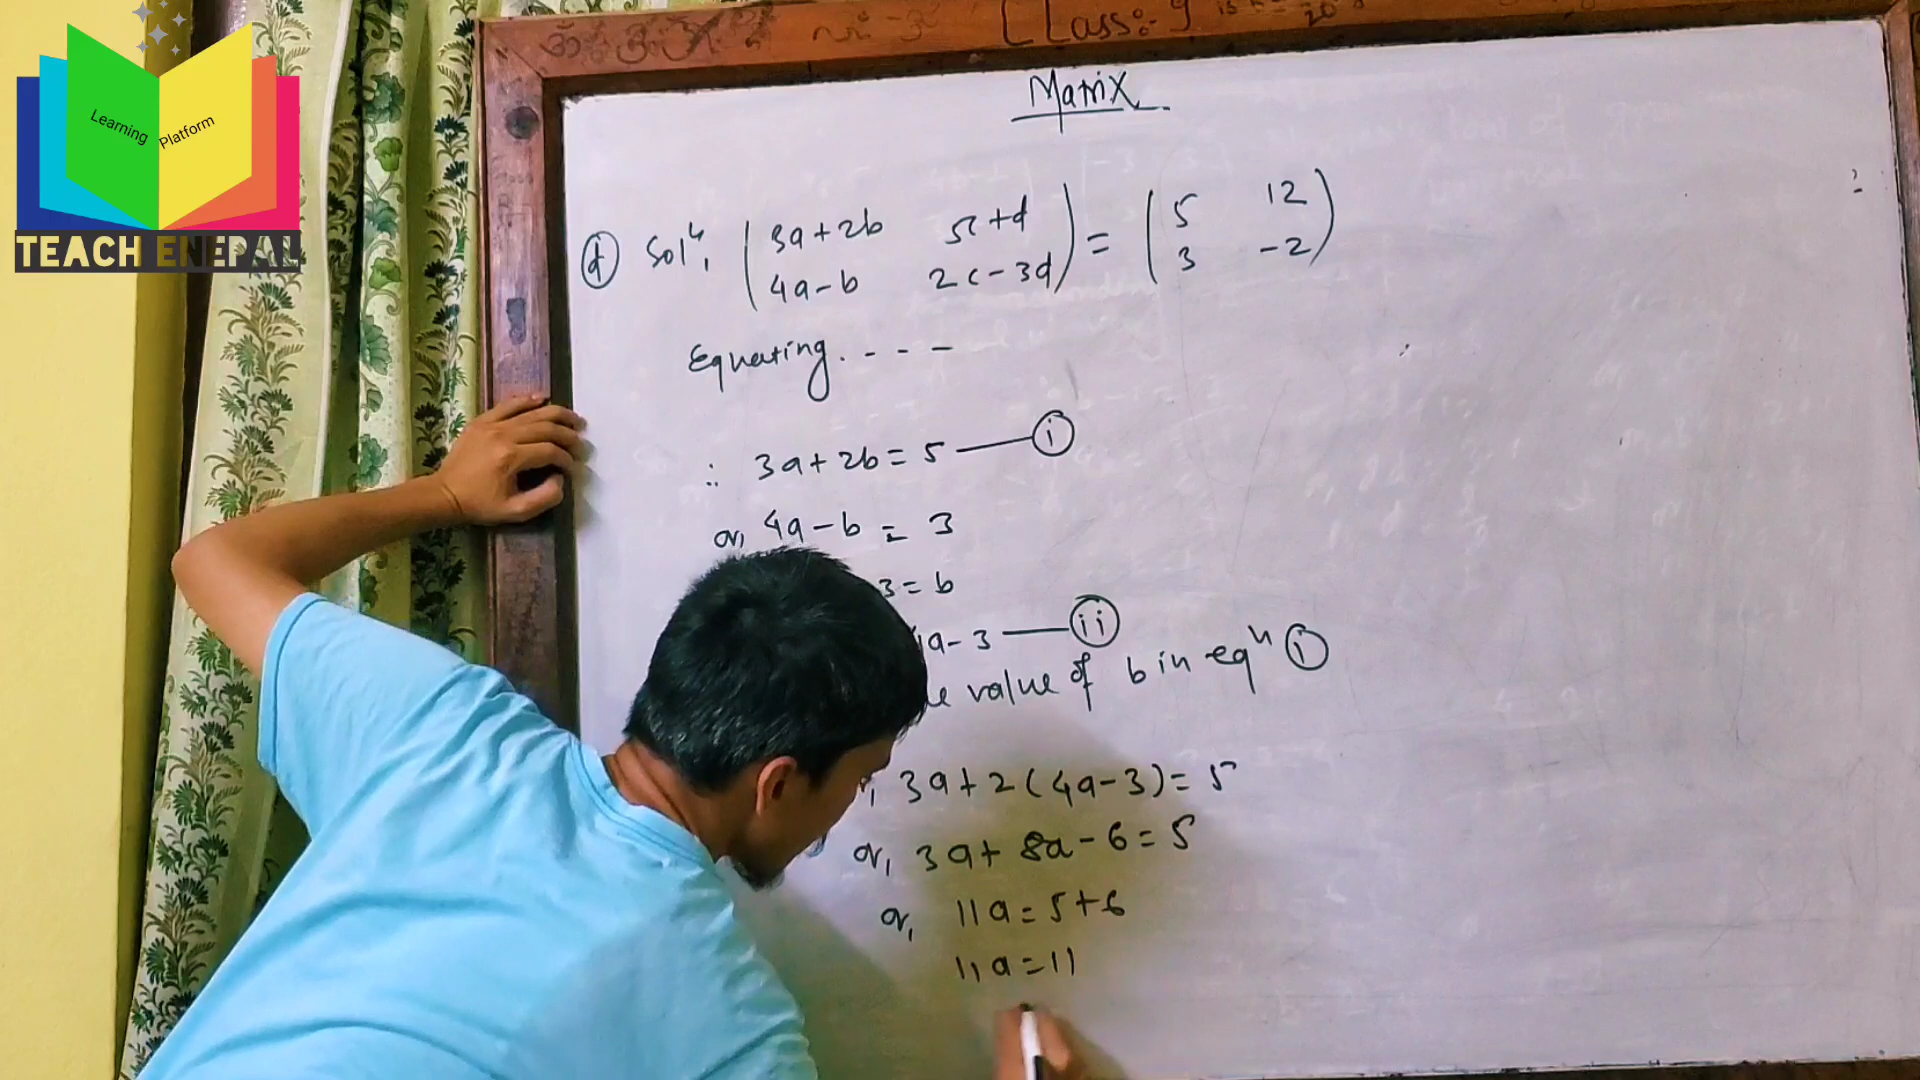 Learning Platform
TEACH ENEPAL
Class:- 9
Matrix
(d) Solⁿ, (3a+2b 5c+d) = (5 12)
(4a-b 2c-3d) (3 -2)
Equating. - - -
∴ 3a+2b = 5 — (i)
or, 4a-b = 3
3 = b
a-3 — (ii)
value of b in eqⁿ (i)
3a+2(4a-3) = 5
or, 3a+8a-6 = 5
or, 11a = 5+6
11a = 11